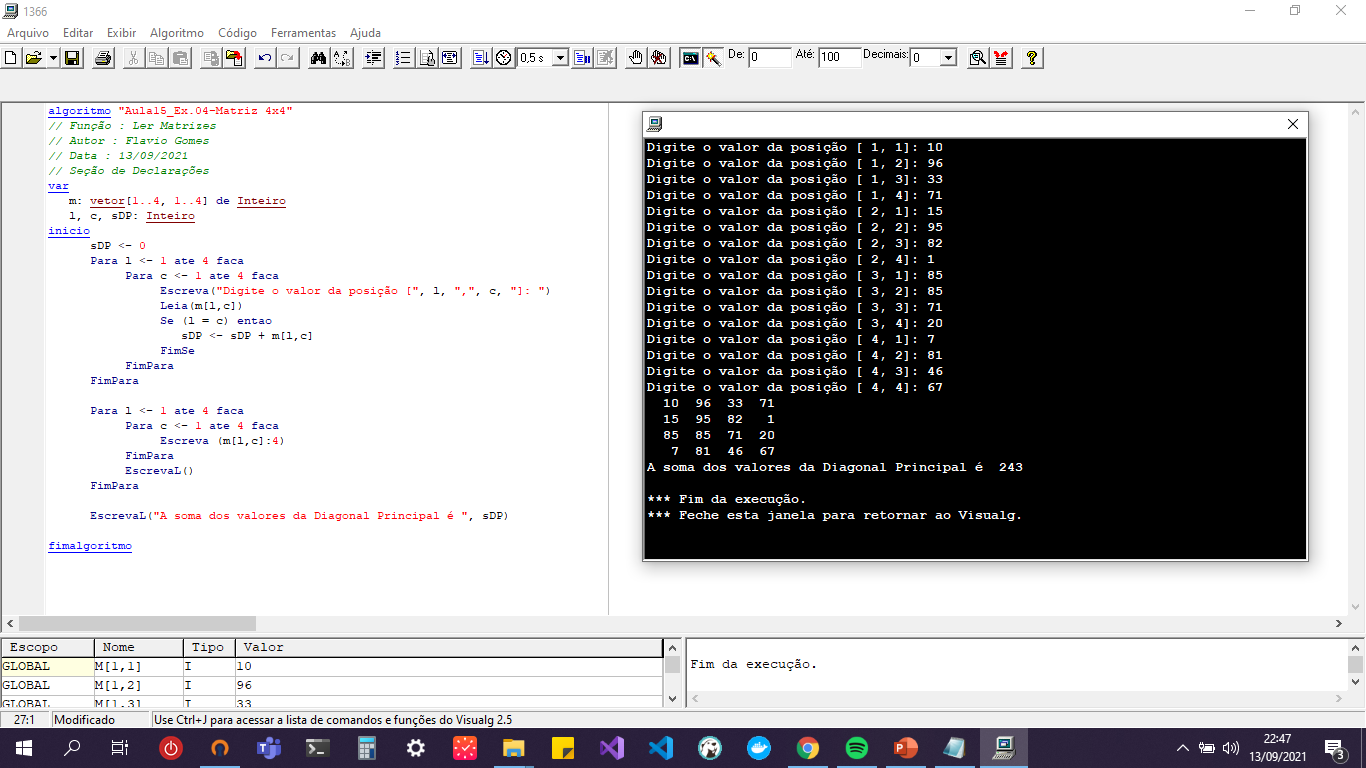 1366
Arquivo Editar Exibir Algoritmo Código Ferramentas Ajuda
0,5 s De: 0 Até: 100 Decimais: 0
algoritmo "Aula15_Ex.04-Matriz 4x4"
// Função : Ler Matrizes
// Autor : Flavio Gomes
// Data : 13/09/2021
// Seção de Declarações
var
m: vetor[1..4, 1..4] de Inteiro
l, c, sDP: Inteiro
inicio
sDP <- 0
Para l <- 1 ate 4 faca
Para c <- 1 ate 4 faca
Escreva("Digite o valor da posição [", l, ",", c, "]: ")
Leia(m[l,c])
Se (l = c) entao
sDP <- sDP + m[l,c]
FimSe
FimPara
FimPara
Para l <- 1 ate 4 faca
Para c <- 1 ate 4 faca
Escreva (m[l,c]:4)
FimPara
EscrevaL()
FimPara
EscrevaL("A soma dos valores da Diagonal Principal é ", sDP)
fimalgoritmo
Digite o valor da posição [ 1, 1]: 10
Digite o valor da posição [ 1, 2]: 96
Digite o valor da posição [ 1, 3]: 33
Digite o valor da posição [ 1, 4]: 71
Digite o valor da posição [ 2, 1]: 15
Digite o valor da posição [ 2, 2]: 95
Digite o valor da posição [ 2, 3]: 82
Digite o valor da posição [ 2, 4]: 1
Digite o valor da posição [ 3, 1]: 85
Digite o valor da posição [ 3, 2]: 85
Digite o valor da posição [ 3, 3]: 71
Digite o valor da posição [ 3, 4]: 20
Digite o valor da posição [ 4, 1]: 7
Digite o valor da posição [ 4, 2]: 81
Digite o valor da posição [ 4, 3]: 46
Digite o valor da posição [ 4, 4]: 67
10 96 33 71
15 95 82 1
85 85 71 20
7 81 46 67
A soma dos valores da Diagonal Principal é 243
*** Fim da execução.
*** Feche esta janela para retornar ao Visualg.
Escopo Nome Tipo Valor
GLOBAL M[1,1] I 10
GLOBAL M[1,2] I 96
GLOBAL M[1,3] I 33
Fim da execução.
27:1 Modificado Use Ctrl+J para acessar a lista de comandos e funções do Visualg 2.5
22:47
13/09/2021
3